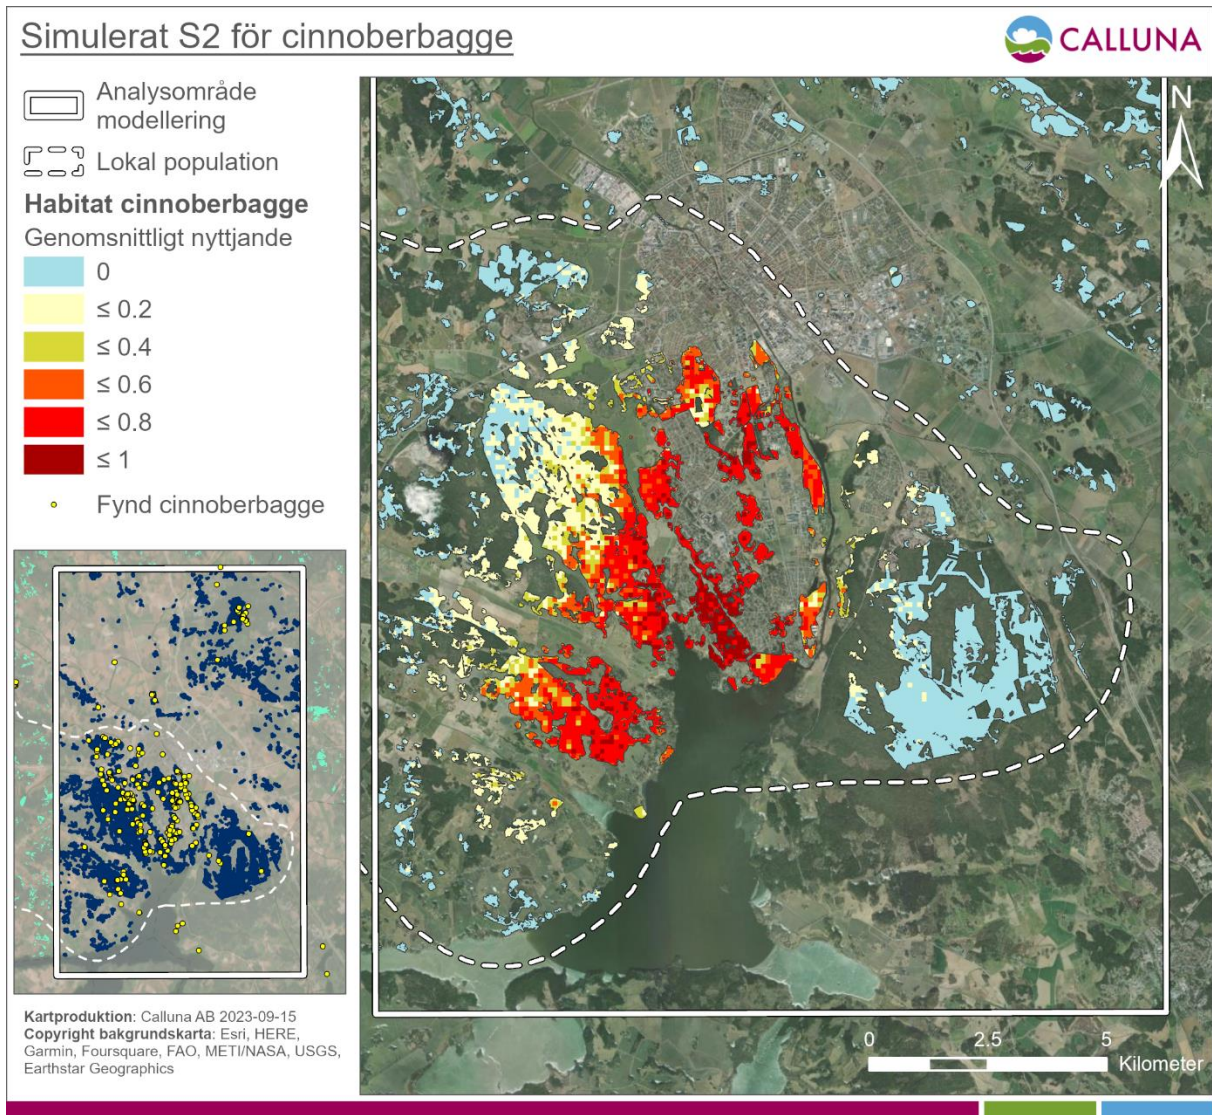 Simulerat S2 för cinnoberbagge
CALLUNA
Analysområde
modellering
Lokal population
Habitat cinnoberbagge
Genomsnittligt nyttjande
0
≤ 0.2
≤ 0.4
≤ 0.6
≤ 0.8
≤ 1
Fynd cinnoberbagge
N
Kartproduktion: Calluna AB 2023-09-15
Copyright bakgrundskarta: Esri, HERE,
Garmin, Foursquare, FAO, METI/NASA, USGS,
Earthstar Geographics
0 2.5 5
Kilometer